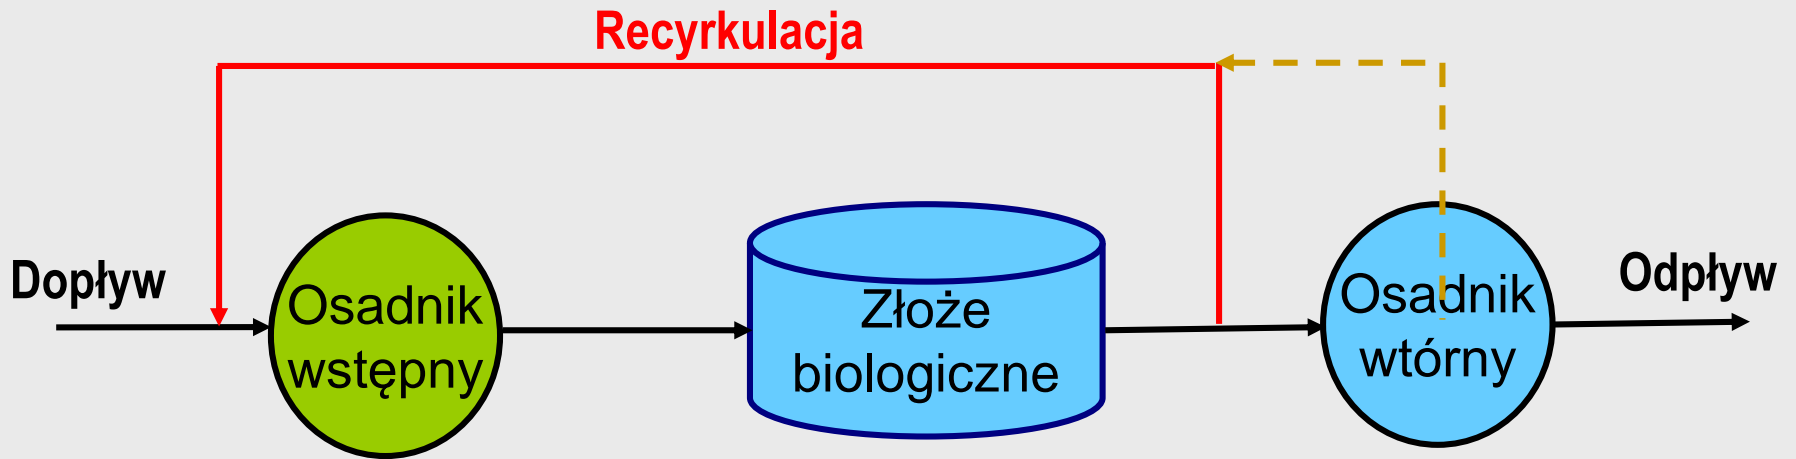 Recyrkulacja
Dopływ
Osadnik
wstępny
Złoże
biologiczne
Osadnik
wtórny
Odpływ